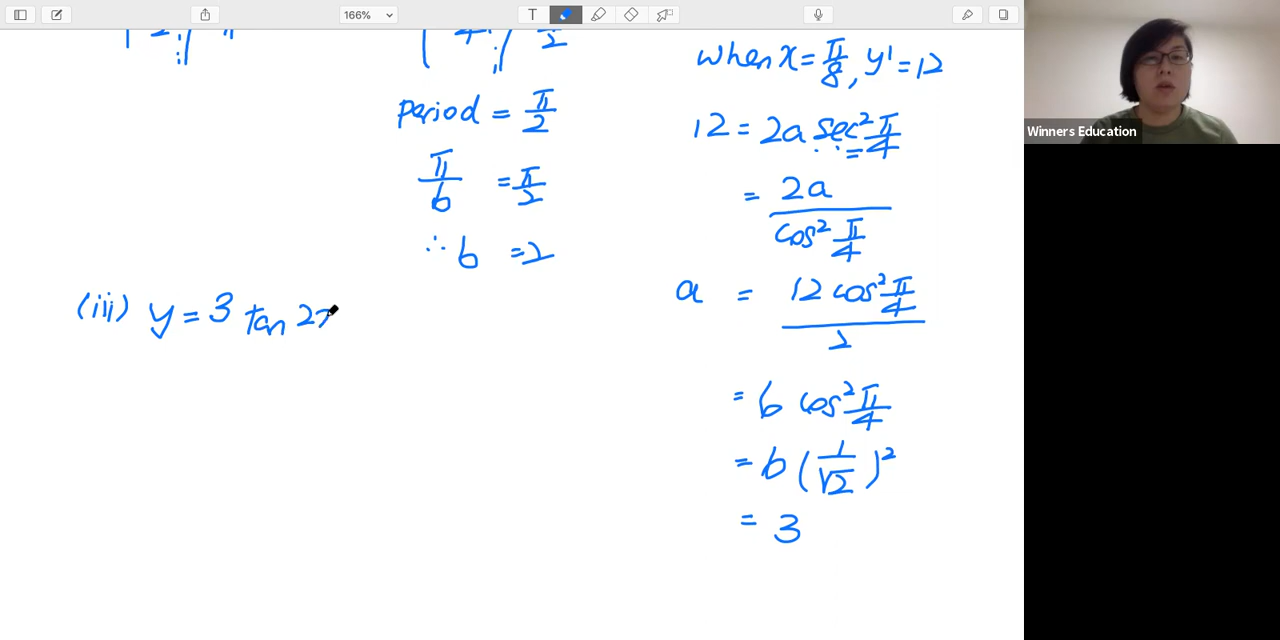 166%
T
Winners Education
period = π/2
π/b = π/2
∴ b = 2
(iii) y = 3 tan 2x
when x = π/8, y' = 12
12 = 2a sec² π/4
= 2a / cos² π/4
a = 12 cos² π/4 / 2
= 6 cos² π/4
= 6 (1/√2)²
= 3